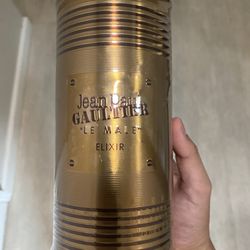 Jean Paul
GAULTIER
"LE MALE"
ELIXIR